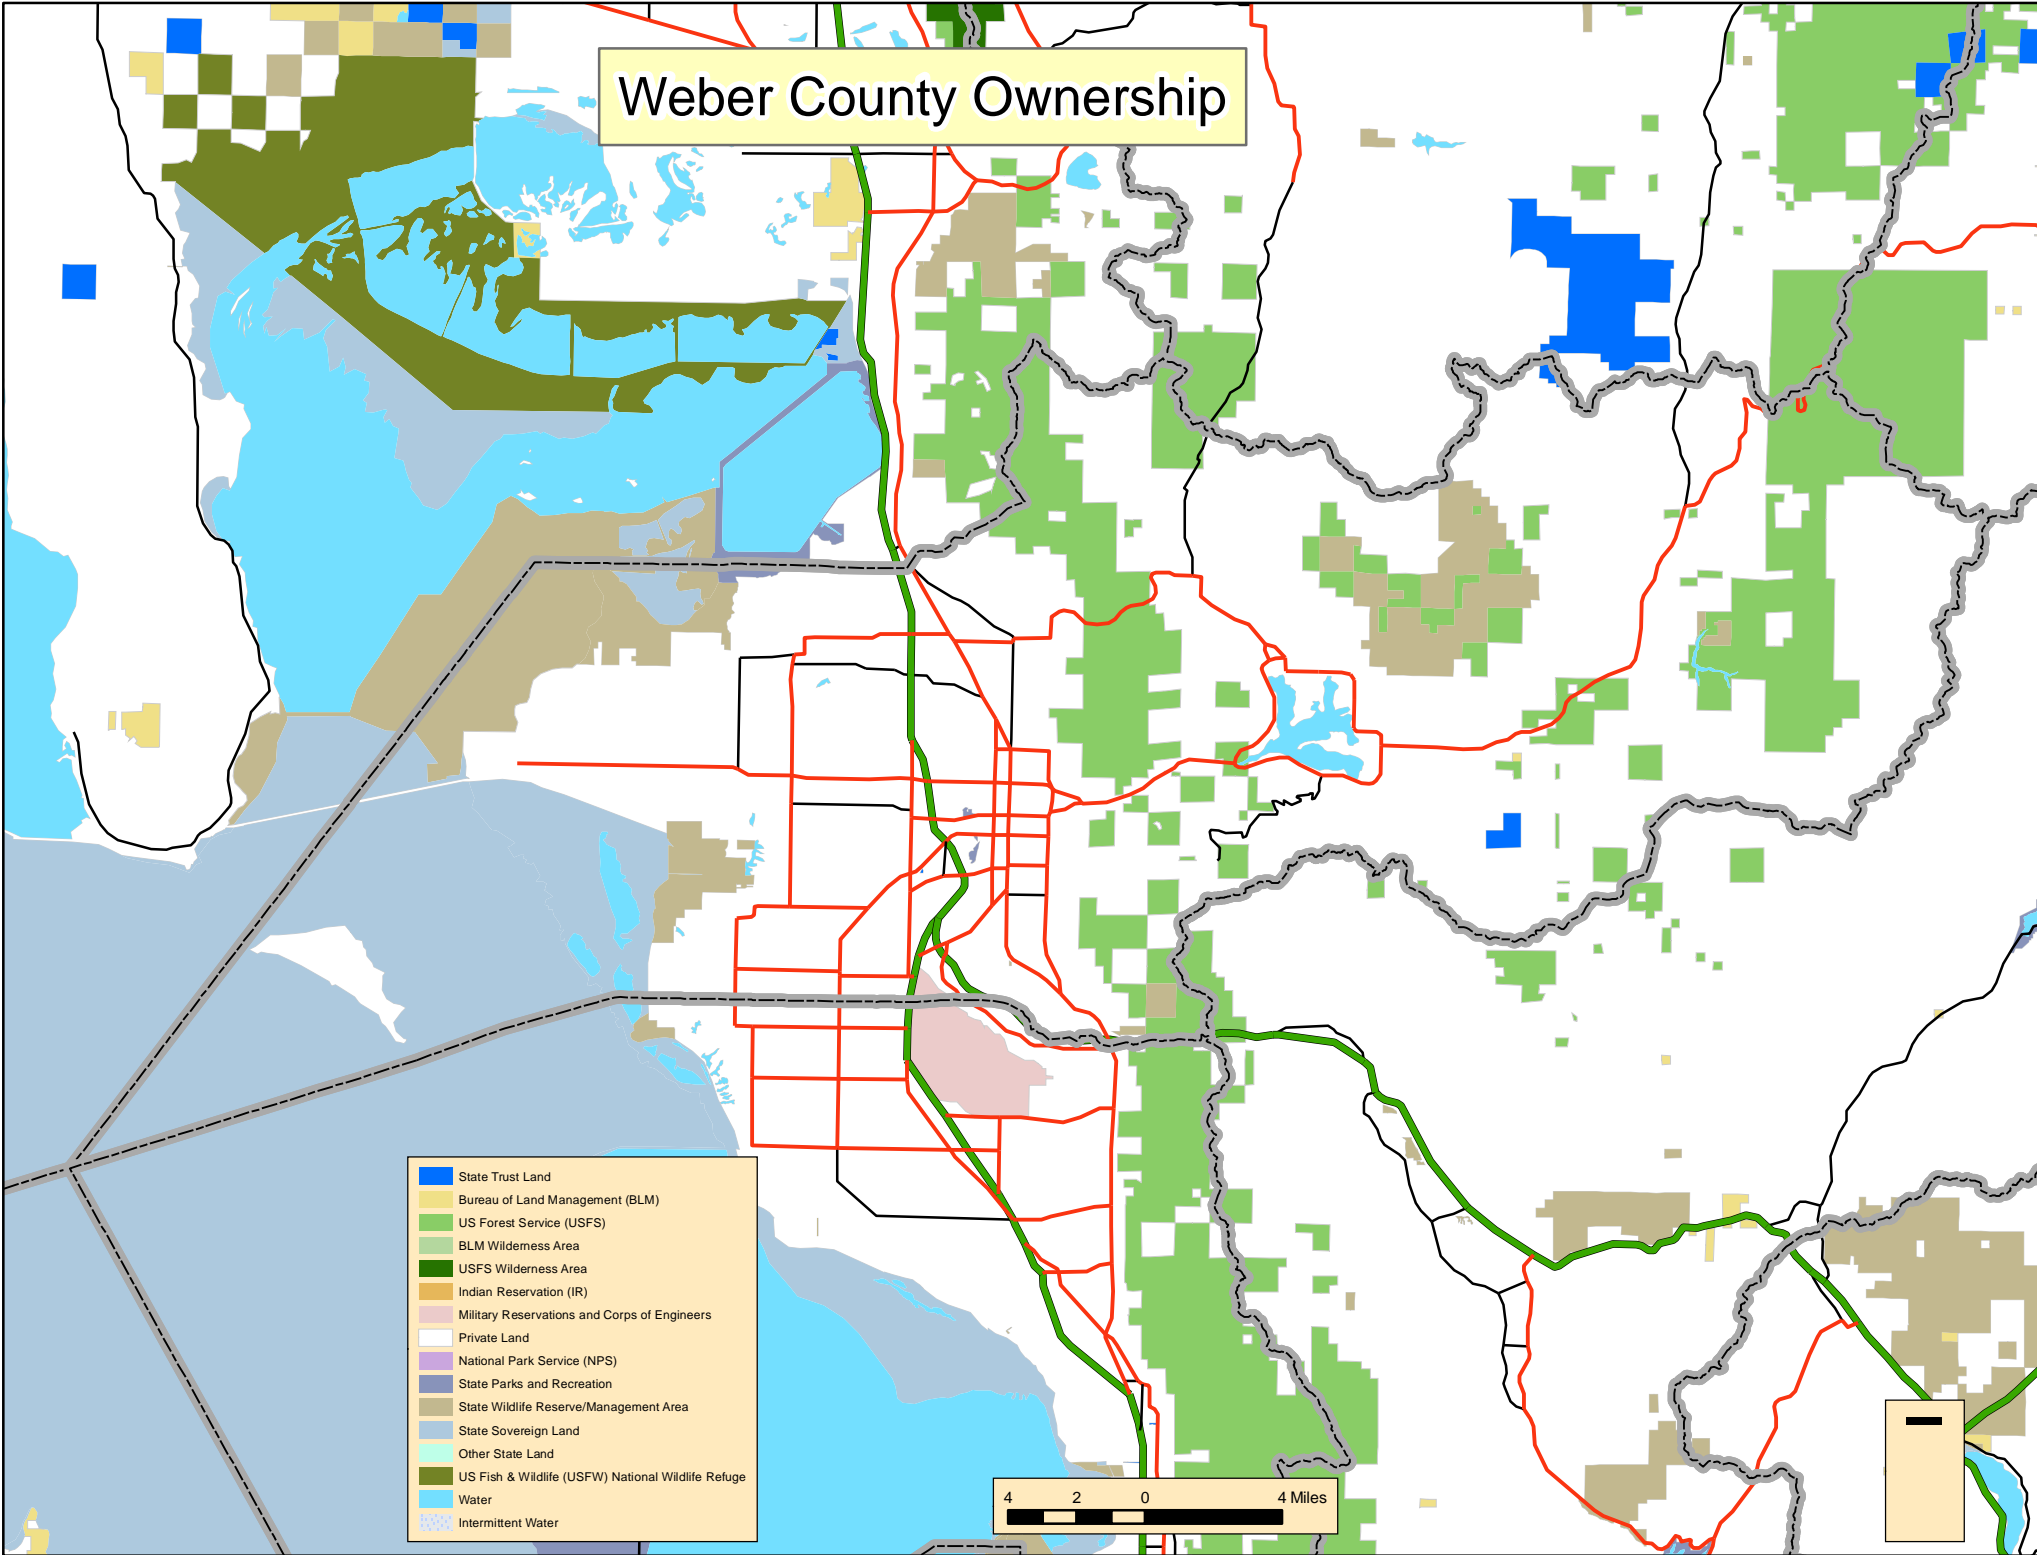 Weber County Ownership
State Trust Land
Bureau of Land Management (BLM)
US Forest Service (USFS)
BLM Wilderness Area
USFS Wilderness Area
Indian Reservation (IR)
Military Reservations and Corps of Engineers
Private Land
National Park Service (NPS)
State Parks and Recreation
State Wildlife Reserve/Management Area
State Sovereign Land
Other State Land
US Fish & Wildlife (USFW) National Wildlife Refuge
Water
Intermittent Water
4 2 0 4 Miles